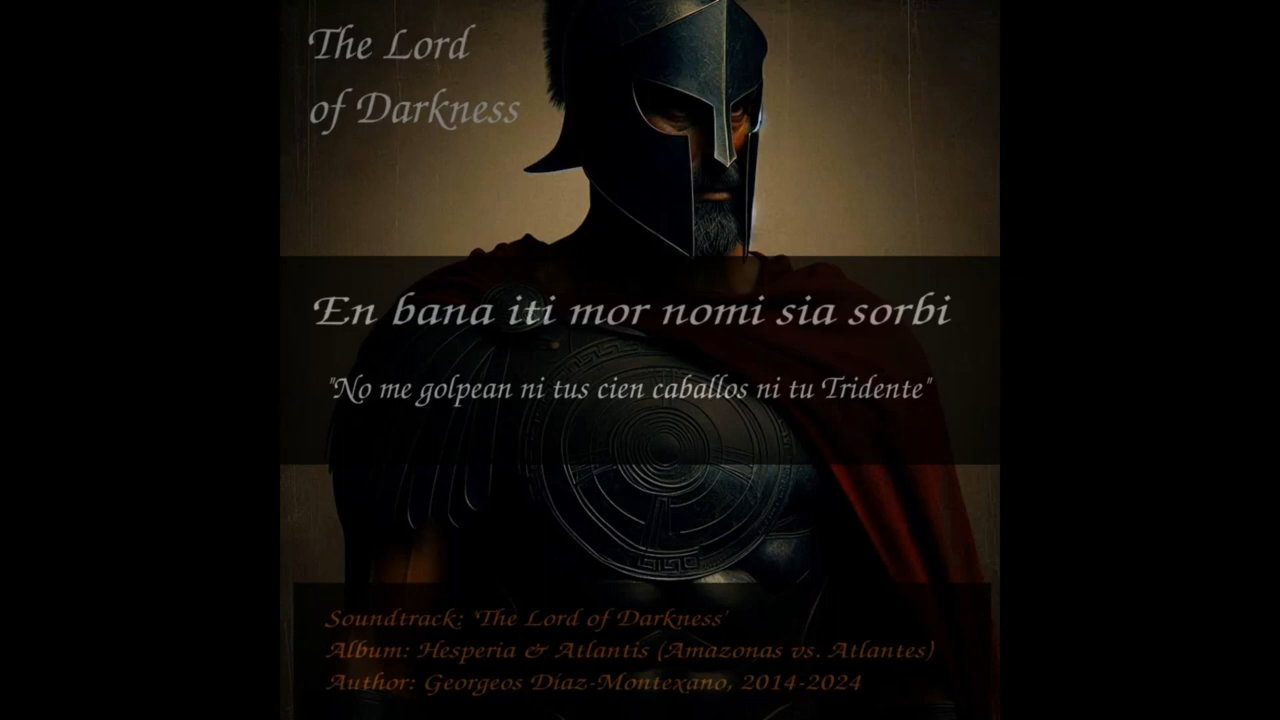 The Lord
of Darkness
En bana iti mor nomi sia sorbi
"No me golpean ni tus cien caballos ni tu Tridente"
Soundtrack: 'The Lord of Darkness'
Album: Hesperia & Atlantis (Amazonas vs. Atlantes)
Author: Georgeos Díaz-Montexano, 2014-2024